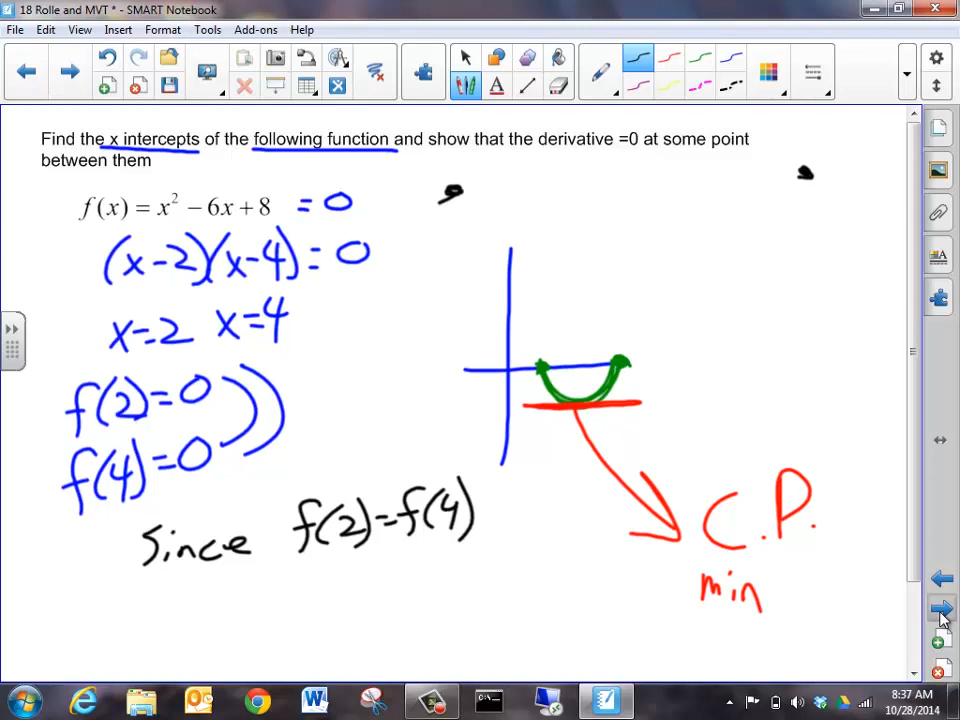 18 Rolle and MVT * - SMART Notebook
File Edit View Insert Format Tools Add-ons Help
Find the x intercepts of the following function and show that the derivative =0 at some point
between them
f(x) = x² − 6x + 8 = 0
(x-2)(x-4) = 0
x=2 x=4
f(2)=0
f(4)=0
Since f(2)=f(4)
C.P.
min
8:37 AM
10/28/2014